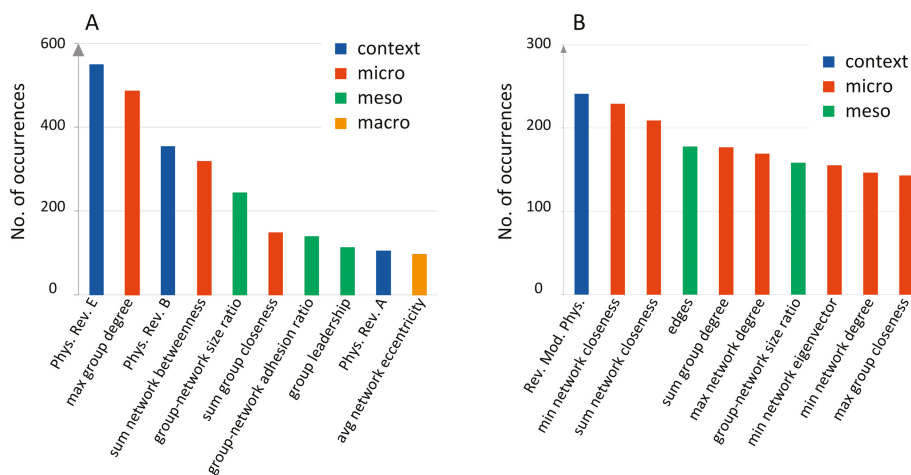 A
No. of occurrences
600
400
200
0
context
micro
meso
macro
Phys. Rev. E
max group degree
Phys. Rev. B
sum network betweenness
group-network size ratio
sum group closeness
group-network adhesion ratio
group leadership
Phys. Rev. A
avg network eccentricity
B
No. of occurrences
300
200
100
0
context
micro
meso
Rev. Mod. Phys.
min network closeness
sum network closeness
edges
sum group degree
max network degree
group-network size ratio
min network eigenvector
min network degree
max group closeness